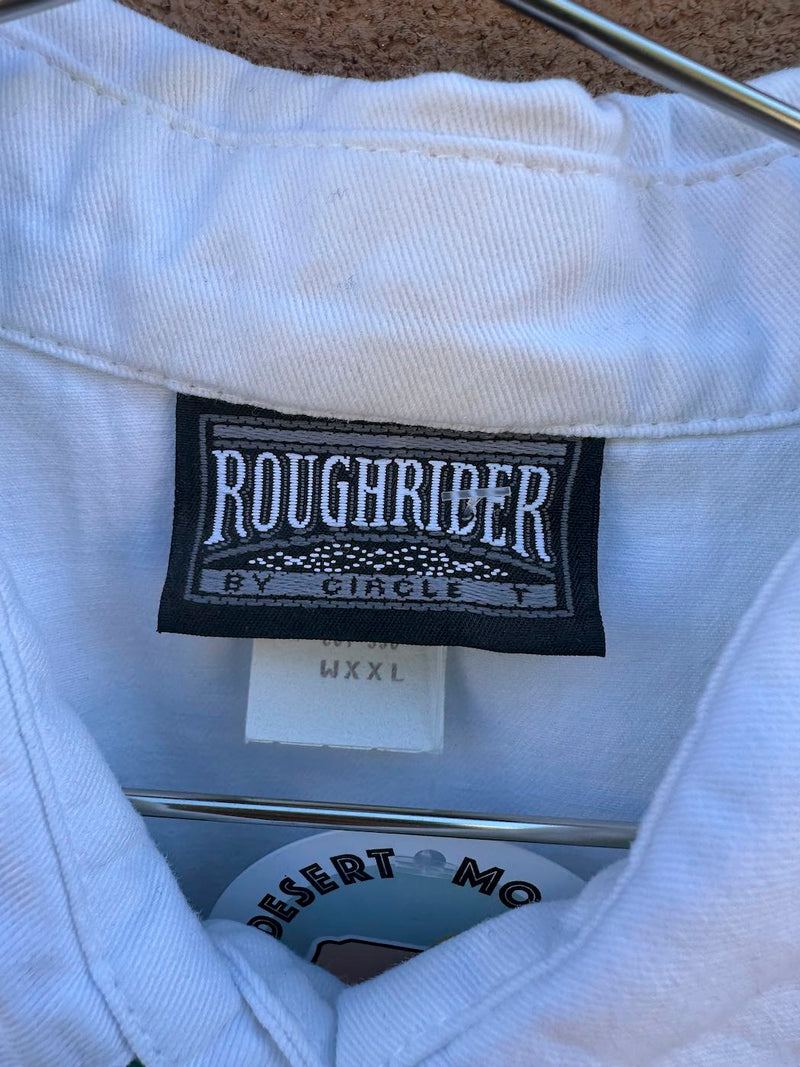 ROUGHRIDER
BY CIRCLE T
WXXL
DESERT MO